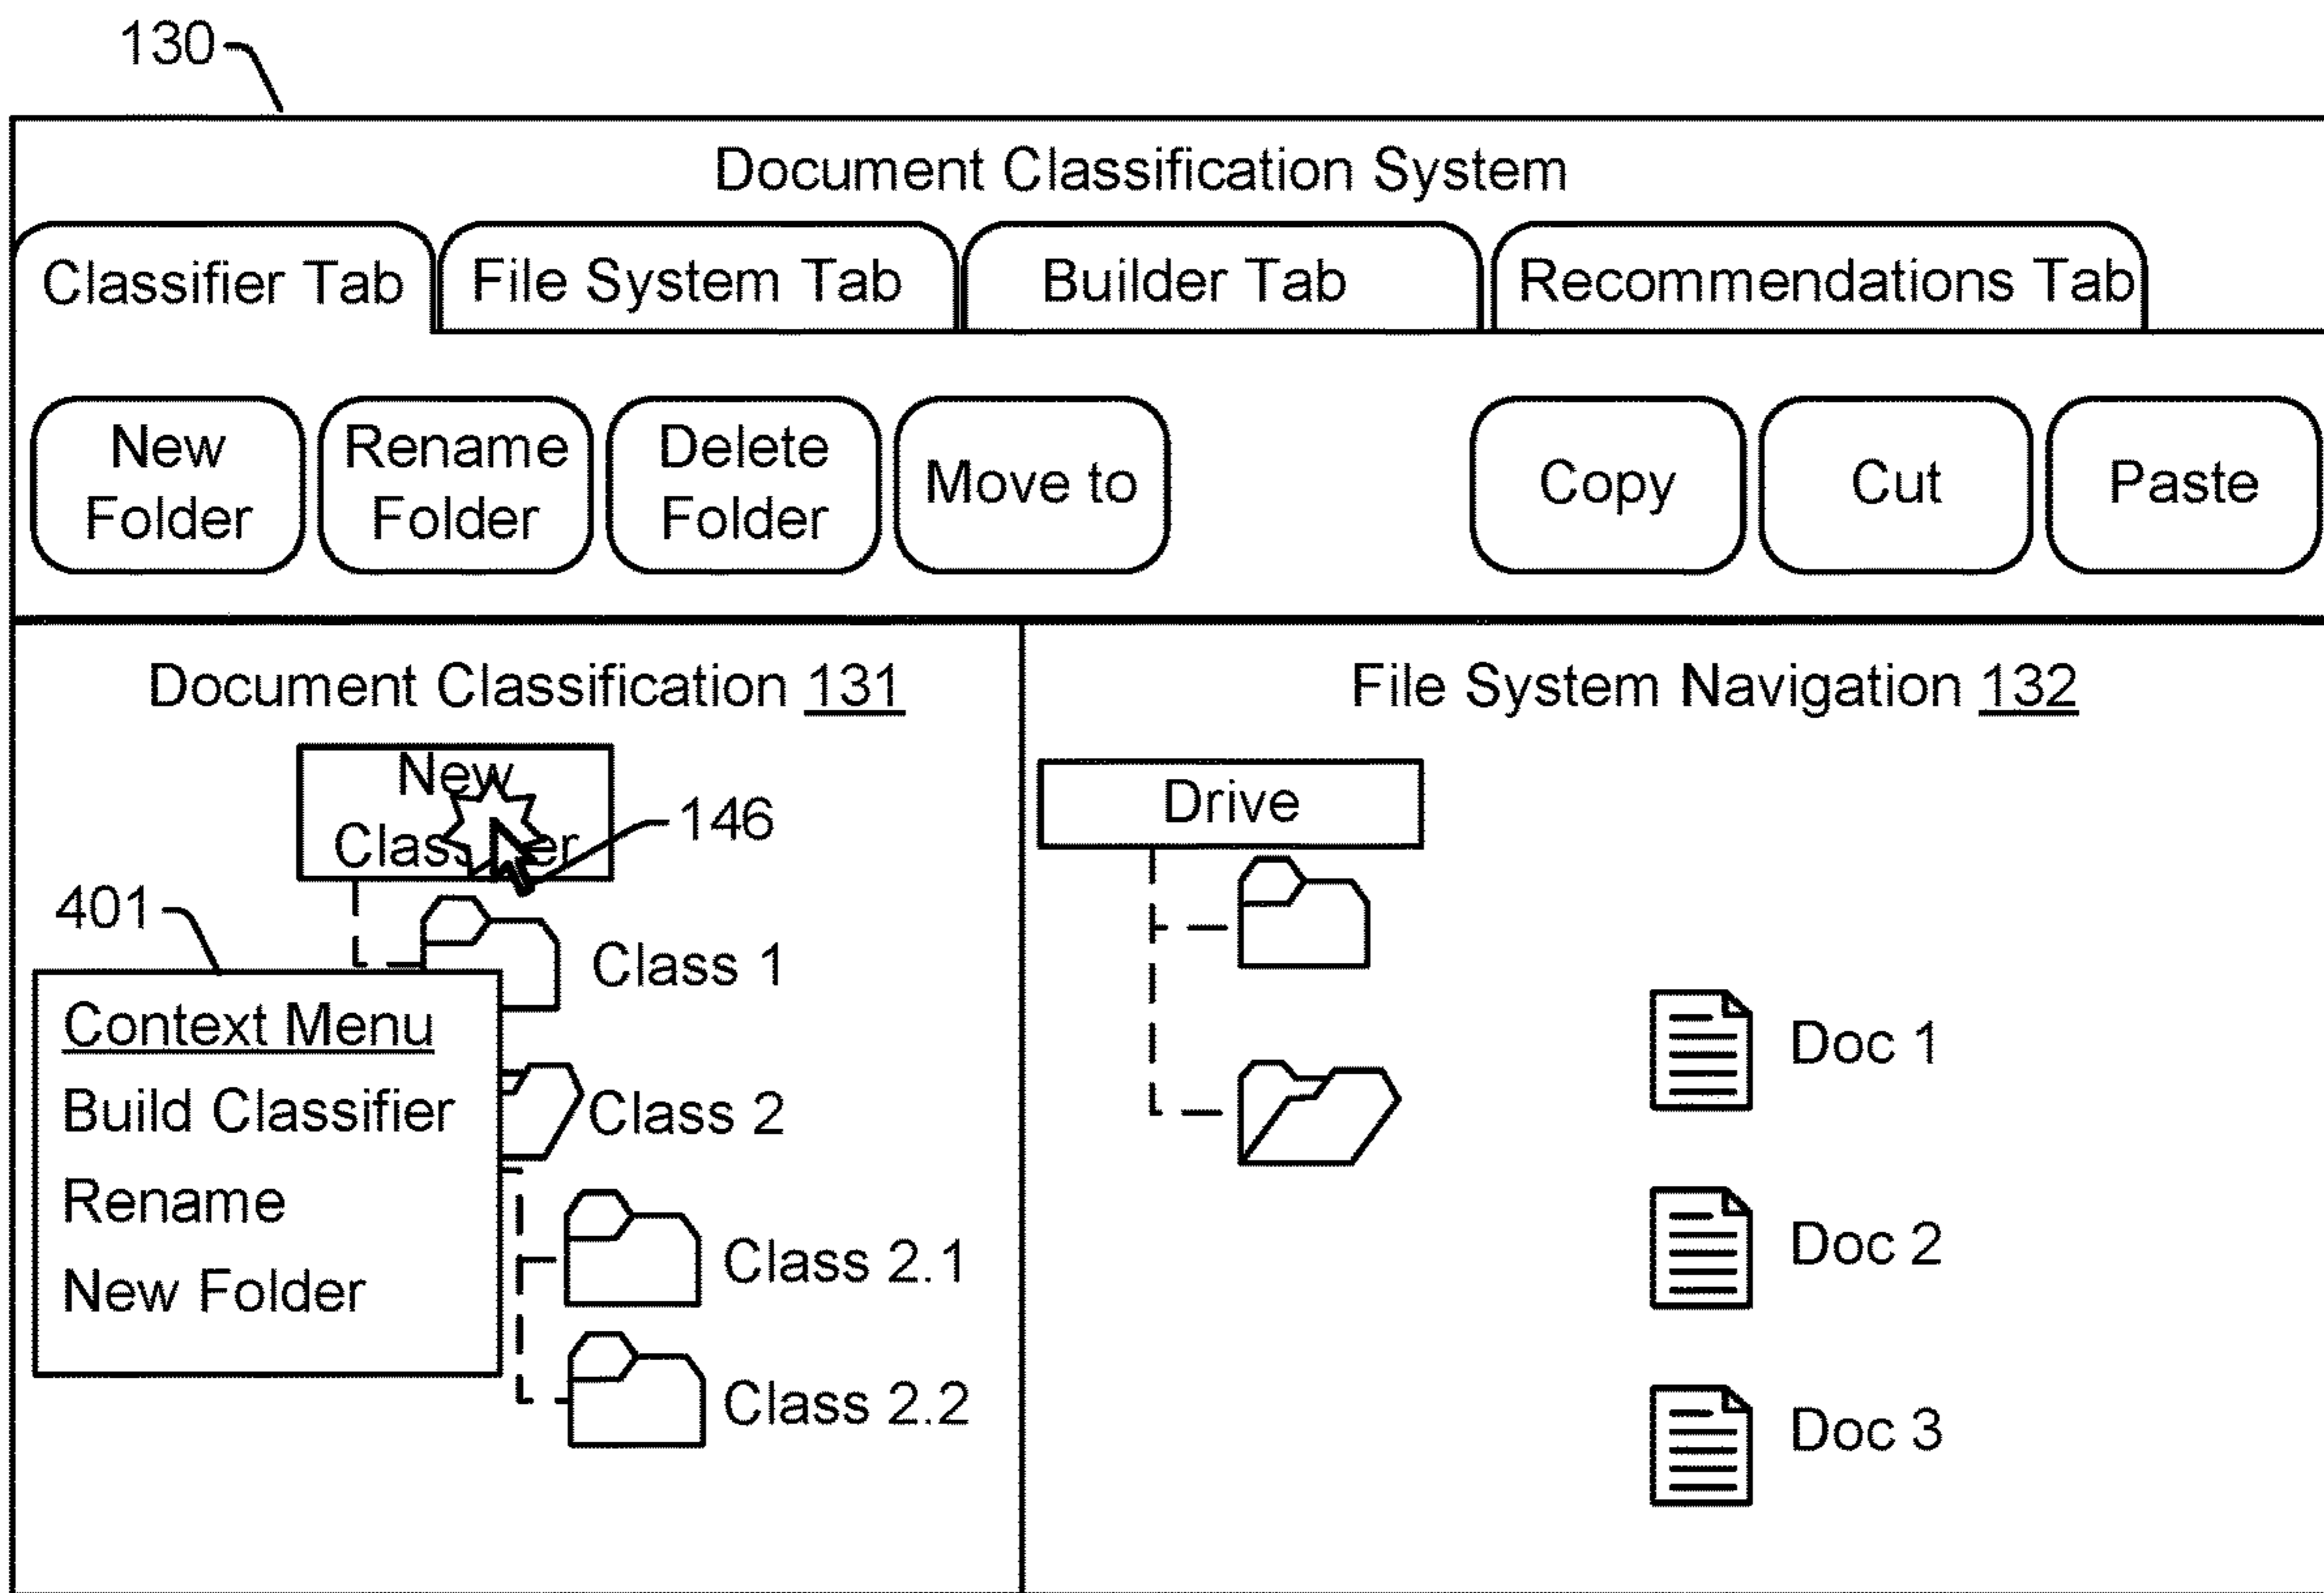 130
Document Classification System
Classifier Tab
File System Tab
Builder Tab
Recommendations Tab
New
Folder
Rename
Folder
Delete
Folder
Move to
Copy
Cut
Paste
Document Classification 131
New
Classifier
146
401
Class 1
Context Menu
Build Classifier
Rename
New Folder
Class 2
Class 2.1
Class 2.2
File System Navigation 132
Drive
Doc 1
Doc 2
Doc 3